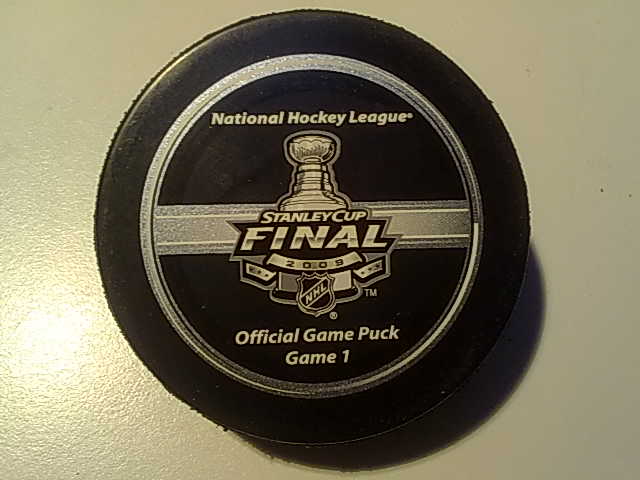 National Hockey League®
STANLEY CUP
FINAL
2009
NHL
TM
®
Official Game Puck
Game 1